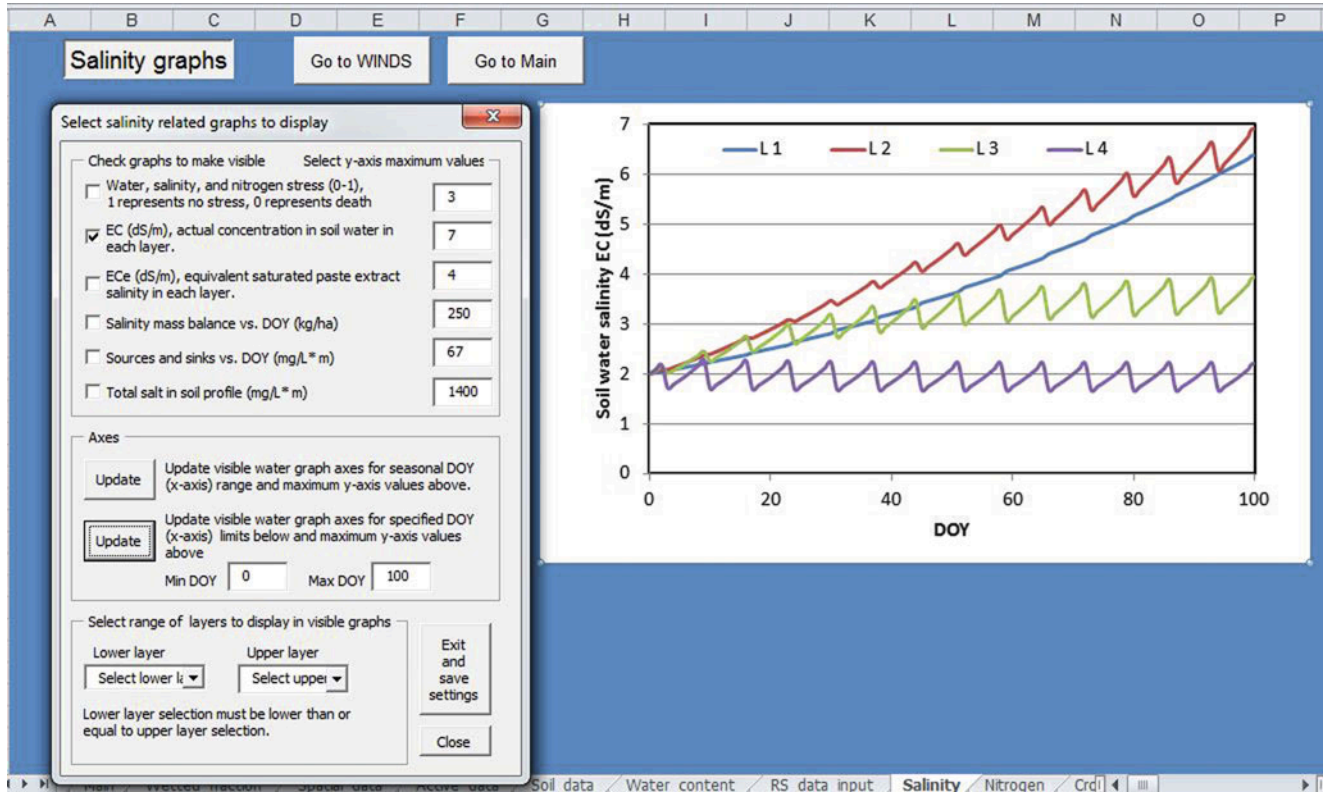 A B C D E F G H I J K L M N O P
Salinity graphs
Go to WINDS
Go to Main
Select salinity related graphs to display
Check graphs to make visible
Select y-axis maximum values
Water, salinity, and nitrogen stress (0-1),
1 represents no stress, 0 represents death
3
EC (dS/m), actual concentration in soil water in
each layer.
7
ECe (dS/m), equivalent saturated paste extract
salinity in each layer.
4
Salinity mass balance vs. DOY (kg/ha)
250
Sources and sinks vs. DOY (mg/L* m)
67
Total salt in soil profile (mg/L* m)
1400
Axes
Update
Update visible water graph axes for seasonal DOY
(x-axis) range and maximum y-axis values above.
Update
Update visible water graph axes for specified DOY
(x-axis) limits below and maximum y-axis values
above
Min DOY 0 Max DOY 100
Select range of layers to display in visible graphs
Lower layer
Upper layer
Select lower la
Select upper
Lower layer selection must be lower than or
equal to upper layer selection.
Exit
and
save
settings
Close
L 1 L 2 L 3 L 4
Soil water salinity EC (dS/m)
7
6
5
4
3
2
1
0
0 20 40 60 80 100
DOY
Main Wetted fraction Spatial data Active data Soil data Water content RS data input Salinity Nitrogen